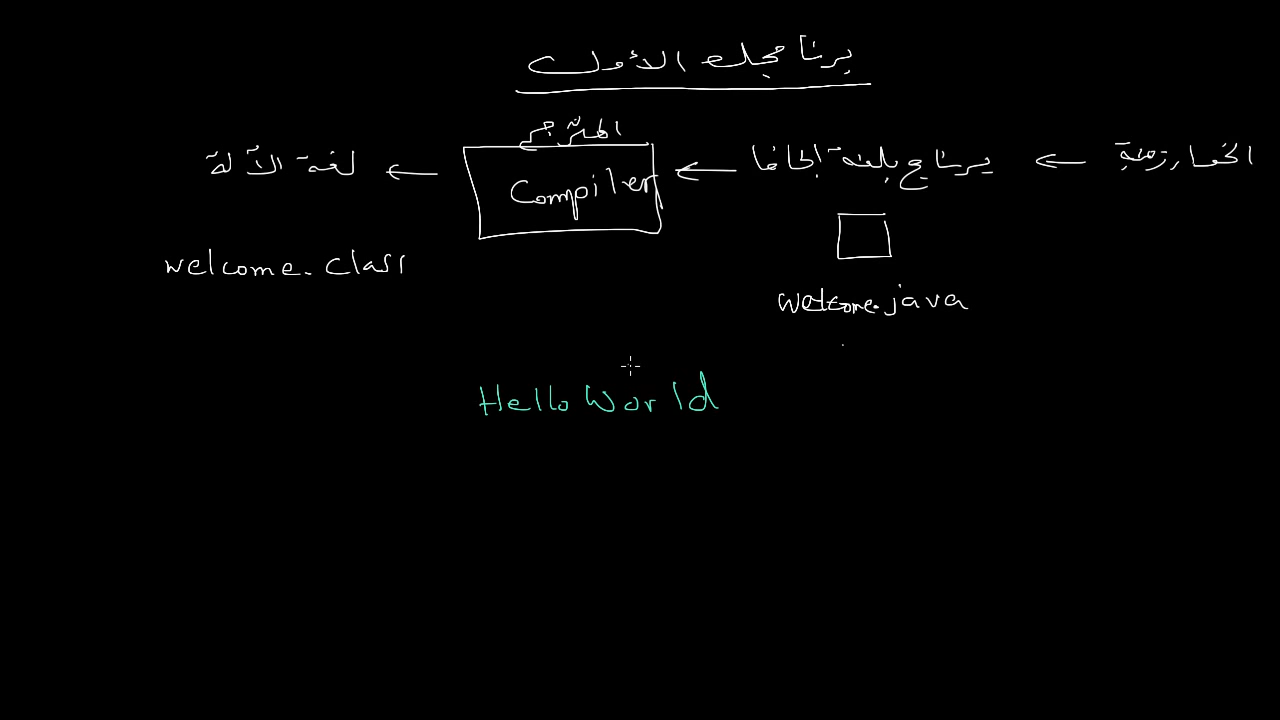 برنامجك الأول
المترجم
الخوارزمية ← برنامج بلغة الجافا ← Compiler ← لغة الآلة
welcome.class
welcome.java
Hello World